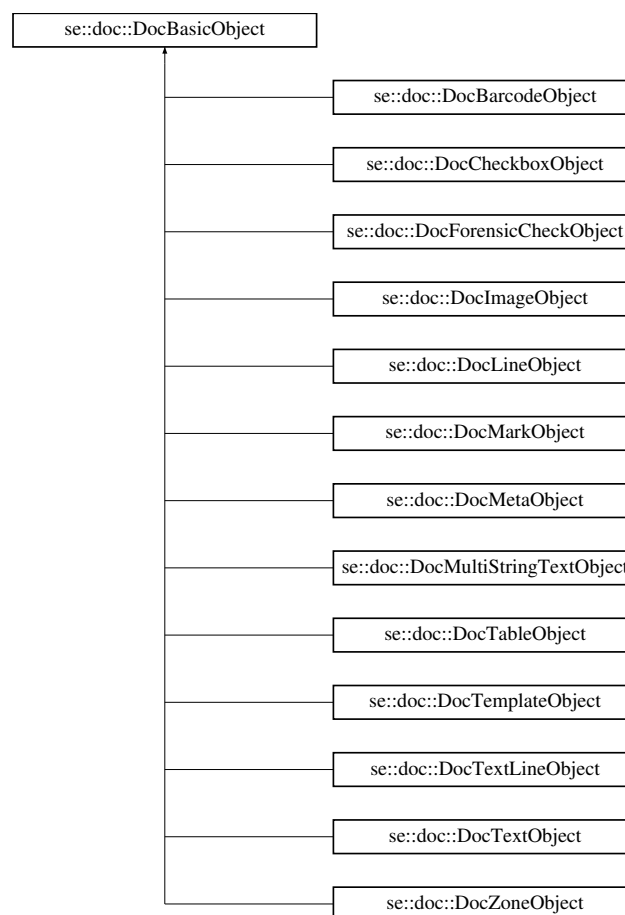 se::doc::DocBasicObject
se::doc::DocBarcodeObject
se::doc::DocCheckboxObject
se::doc::DocForensicCheckObject
se::doc::DocImageObject
se::doc::DocLineObject
se::doc::DocMarkObject
se::doc::DocMetaObject
se::doc::DocMultiStringTextObject
se::doc::DocTableObject
se::doc::DocTemplateObject
se::doc::DocTextLineObject
se::doc::DocTextObject
se::doc::DocZoneObject